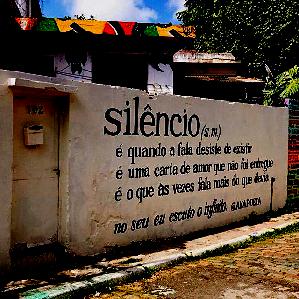 silêncio (s.m.)
é quando a fala desiste de existir
é uma carta de amor que não foi entregue
é o que às vezes fala mais do que devia
no seu eu escuto o infinito